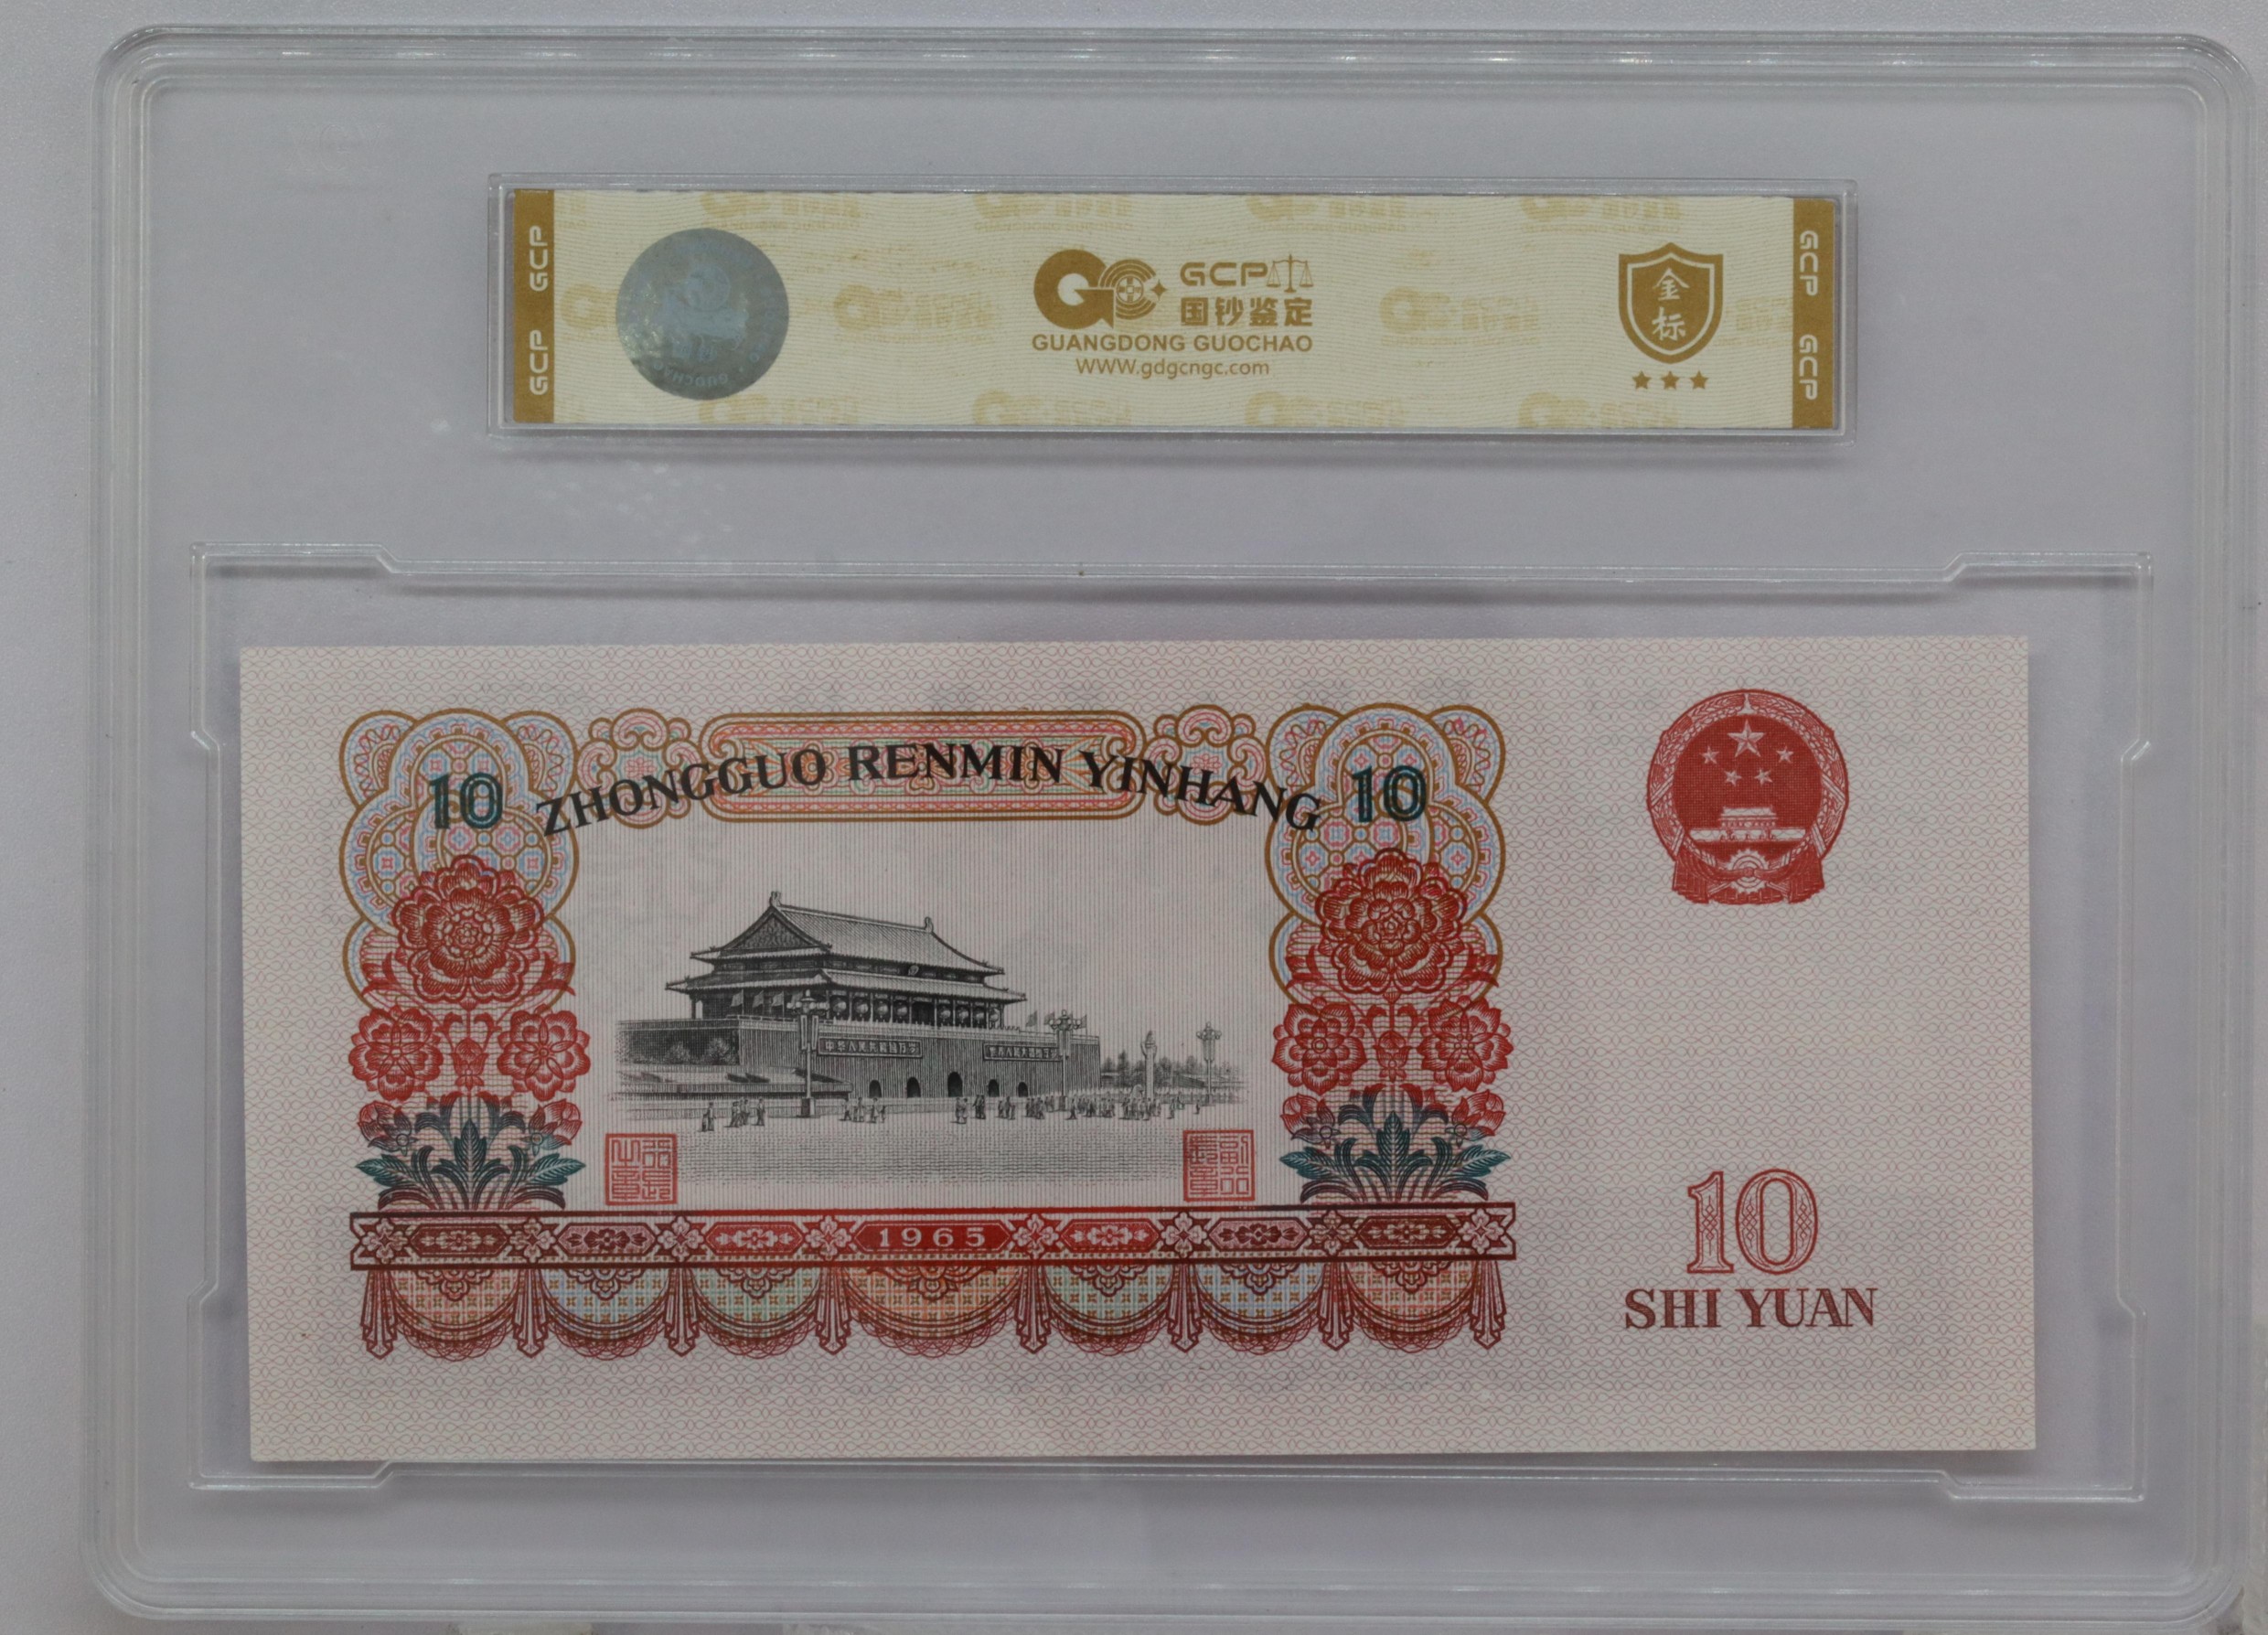 GCP
国钞鉴定
GUANGDONG GUOCHAO
WWW.gdgcngc.com
金标
GCP GCP
GCP GCP
ZHONGGUO RENMIN YINHANG
10
10
1965
10
SHI YUAN